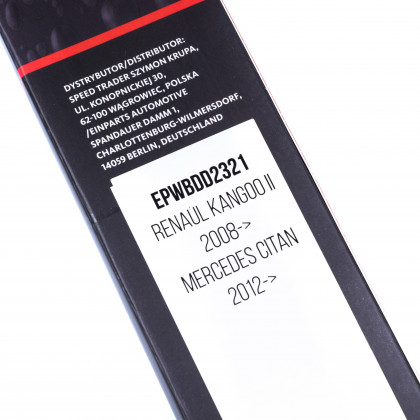 DYSTRYBUTOR/DISTRIBUTOR:
SPEED TRADER SZYMON KRUPA,
UL. KONOPNICKIEJ 30,
62-100 WĄGROWIEC, POLSKA
/EINPARTS AUTOMOTIVE
SPANDAUER DAMM 1,
CHARLOTTENBURG-WILMERSDORF,
14059 BERLIN, DEUTSCHLAND
EPWBDD2321
RENAUL KANGOO II
2008->
MERCEDES CITAN
2012->